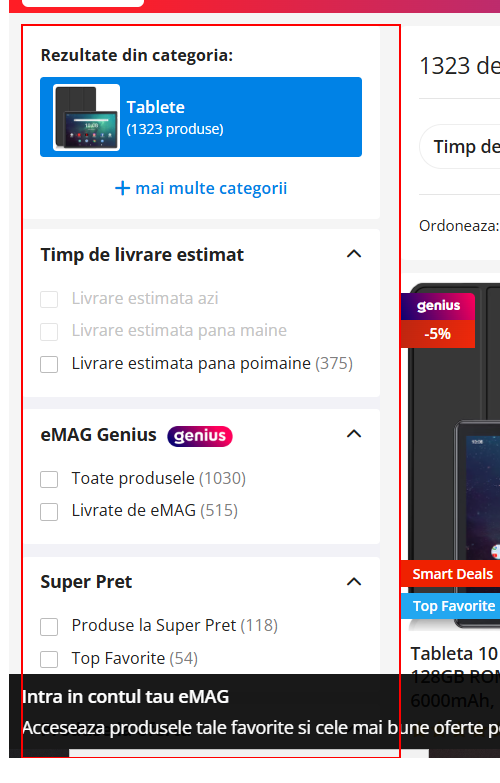 Rezultate din categoria:
Tablete
(1323 produse)
+ mai multe categorii
Timp de livrare estimat
Livrare estimata azi
Livrare estimata pana maine
Livrare estimata pana poimaine (375)
eMAG Genius genius
Toate produsele (1030)
Livrate de eMAG (515)
Super Pret
Produse la Super Pret (118)
Top Favorite (54)
1323 de
Timp de
Ordoneaza:
genius
-5%
Smart Deals
Top Favorite
Tableta 10
128GB ROM
6000mAh,
Intra in contul tau eMAG
Acceseaza produsele tale favorite si cele mai bune oferte